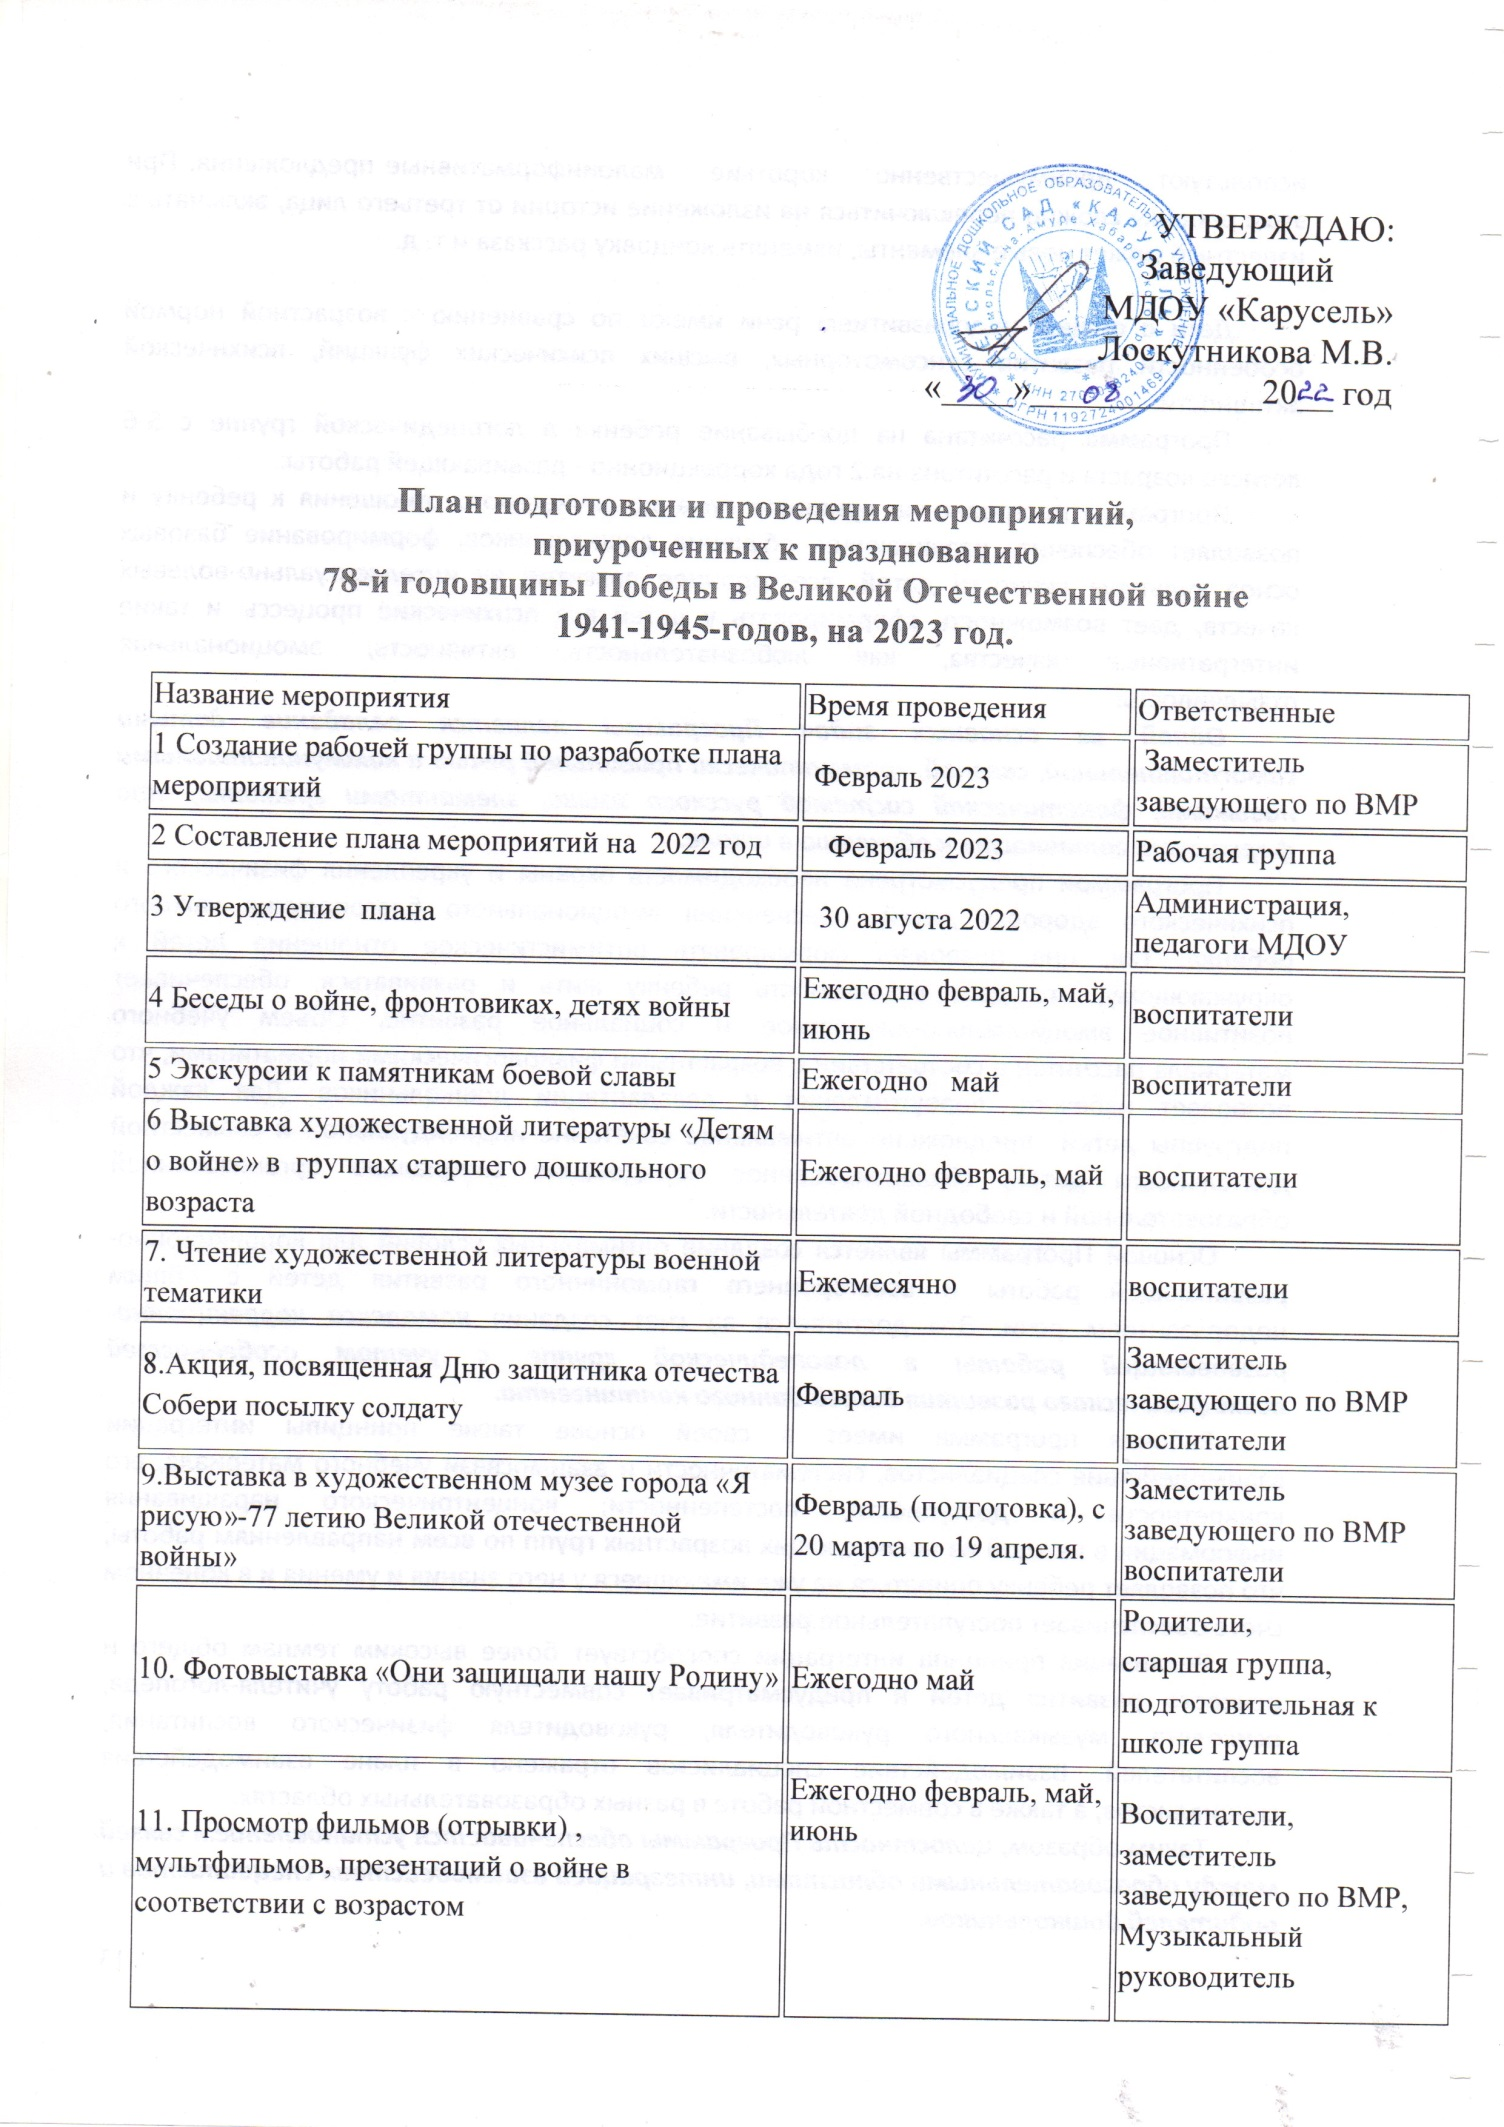 УТВЕРЖДАЮ:
Заведующий
МДОУ «Карусель»
Лоскутникова М.В.
«30» 08 2022 год
План подготовки и проведения мероприятий,
приуроченных к празднованию
78-й годовщины Победы в Великой Отечественной войне
1941-1945-годов, на 2023 год.
Название мероприятия
Время проведения
Ответственные
1 Создание рабочей группы по разработке плана
мероприятий
Февраль 2023
Заместитель
заведующего по ВМР
2 Составление плана мероприятий на 2022 год
Февраль 2023
Рабочая группа
3 Утверждение плана
30 августа 2022
Администрация,
педагоги МДОУ
4 Беседы о войне, фронтовиках, детях войны
Ежегодно февраль, май,
июнь
воспитатели
5 Экскурсии к памятникам боевой славы
Ежегодно май
воспитатели
6 Выставка художественной литературы «Детям
о войне» в группах старшего дошкольного
возраста
Ежегодно февраль, май
воспитатели
7. Чтение художественной литературы военной
тематики
Ежемесячно
воспитатели
8.Акция, посвященная Дню защитника отечества
Собери посылку солдату
Февраль
Заместитель
заведующего по ВМР
воспитатели
9.Выставка в художественном музее города «Я
рисую»-77 летию Великой отечественной
войны»
Февраль (подготовка), с
20 марта по 19 апреля.
Заместитель
заведующего по ВМР
воспитатели
10. Фотовыставка «Они защищали нашу Родину»
Ежегодно май
Родители,
старшая группа,
подготовительная к
школе группа
11. Просмотр фильмов (отрывки) ,
мультфильмов, презентаций о войне в
соответствии с возрастом
Ежегодно февраль, май,
июнь
Воспитатели,
заместитель
заведующего по ВМР,
Музыкальный
руководитель